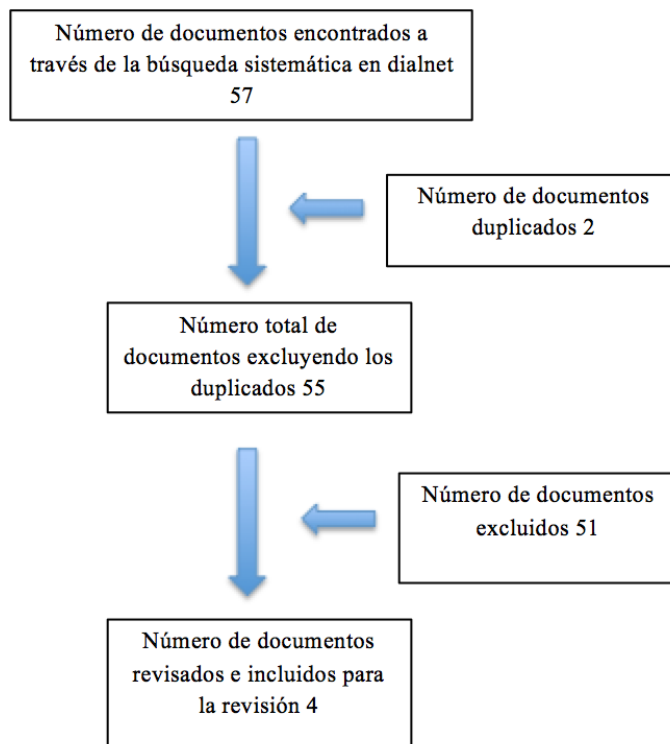 Número de documentos encontrados a
través de la búsqueda sistemática en dialnet
57
Número de documentos
duplicados 2
Número total de
documentos excluyendo los
duplicados 55
Número de documentos
excluidos 51
Número de documentos
revisados e incluidos para
la revisión 4